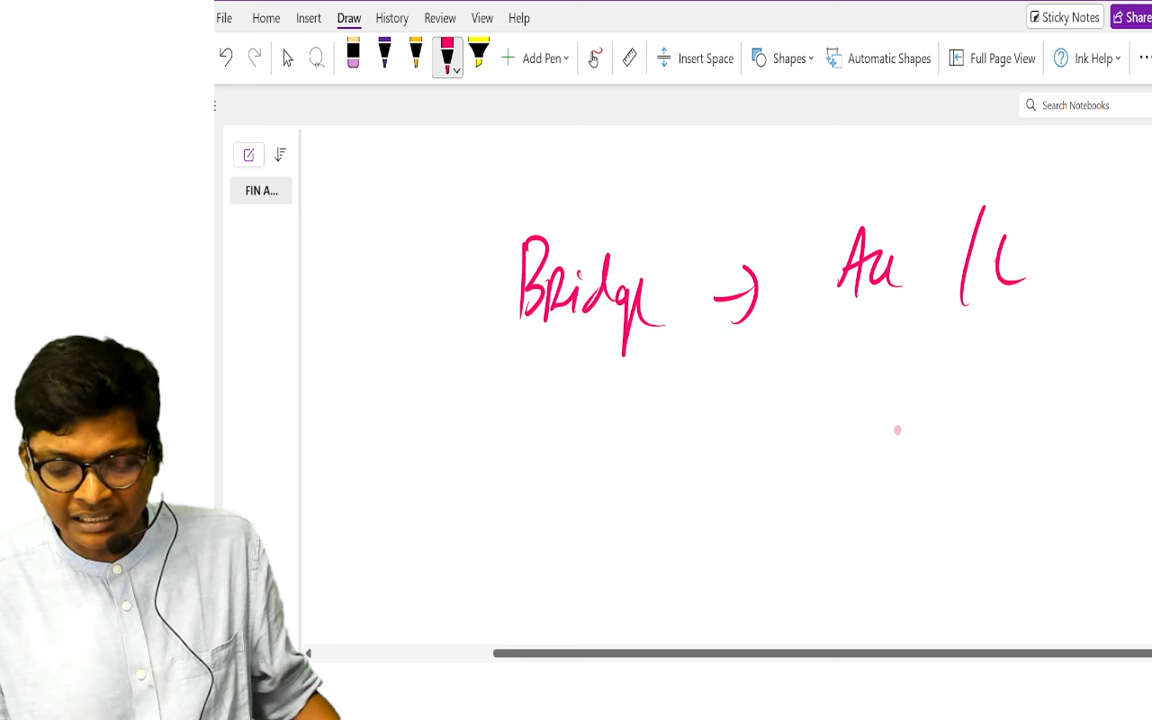 File Home Insert Draw History Review View Help Sticky Notes Share
Add Pen Insert Space Shapes Automatic Shapes Full Page View Ink Help
Search Notebooks
FIN A...
Bridge → Au / C